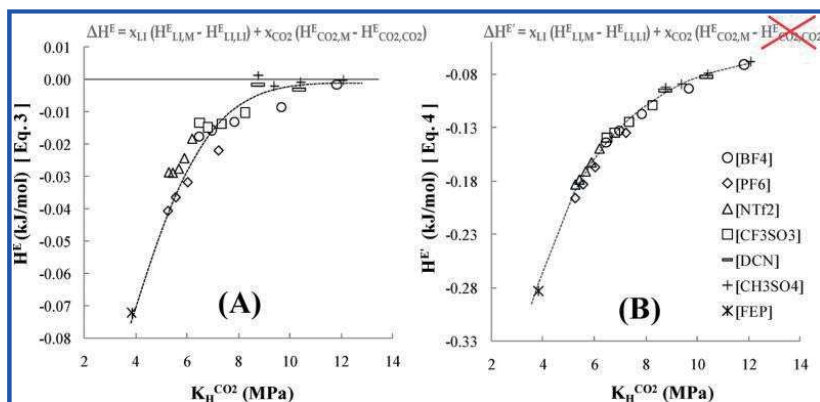 ΔH^E = x_LI (H^E_LI,M - H^E_LI,LI) + x_CO2 (H^E_CO2,M - H^E_CO2,CO2)
ΔH^E' = x_LI (H^E_LI,M - H^E_LI,LI) + x_CO2 (H^E_CO2,M - H^E_CO2,CO2)
H^E (kJ/mol) [ Eq. 3 ]
0.00
-0.01
-0.02
-0.03
-0.04
-0.05
-0.06
-0.07
-0.08
(A)
2 4 6 8 10 12 14
K_H^CO2 (MPa)
H^E' (kJ/mol) [ Eq. 4 ]
-0.08
-0.13
-0.18
-0.23
-0.28
-0.33
[BF4]
[PF6]
[NTf2]
[CF3SO3]
[DCN]
[CH3SO4]
[FEP]
(B)
2 4 6 8 10 12 14
K_H^CO2 (MPa)